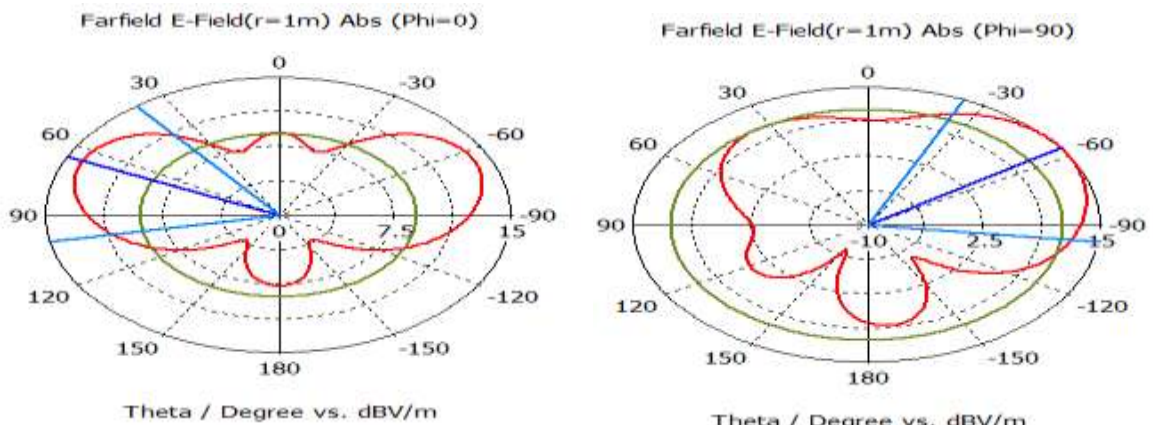 Farfield E-Field(r=1m) Abs (Phi=0)
0
30 -30
60 -60
90 0 7.5 15 -90
120 -120
150 -150
180
Theta / Degree vs. dBV/m
Farfield E-Field(r=1m) Abs (Phi=90)
0
30 -30
60 -60
90 -10 2.5 15 -90
120 -120
150 -150
180
Theta / Degree vs. dBV/m